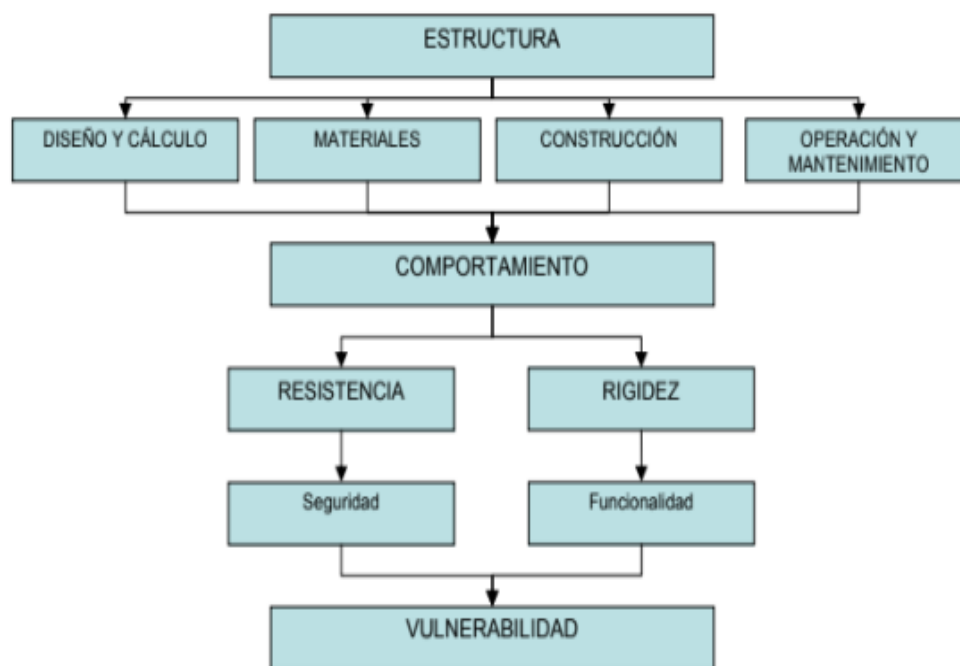 ESTRUCTURA
DISEÑO Y CÁLCULO
MATERIALES
CONSTRUCCIÓN
OPERACIÓN Y
MANTENIMIENTO
COMPORTAMIENTO
RESISTENCIA
RIGIDEZ
Seguridad
Funcionalidad
VULNERABILIDAD